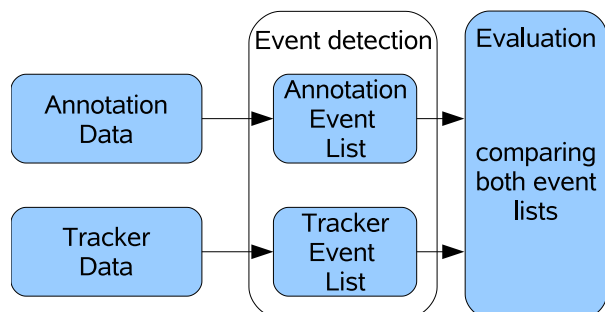 Event detection
Evaluation
Annotation
Data
Annotation
Event
List
comparing
both event
lists
Tracker
Data
Tracker
Event
List